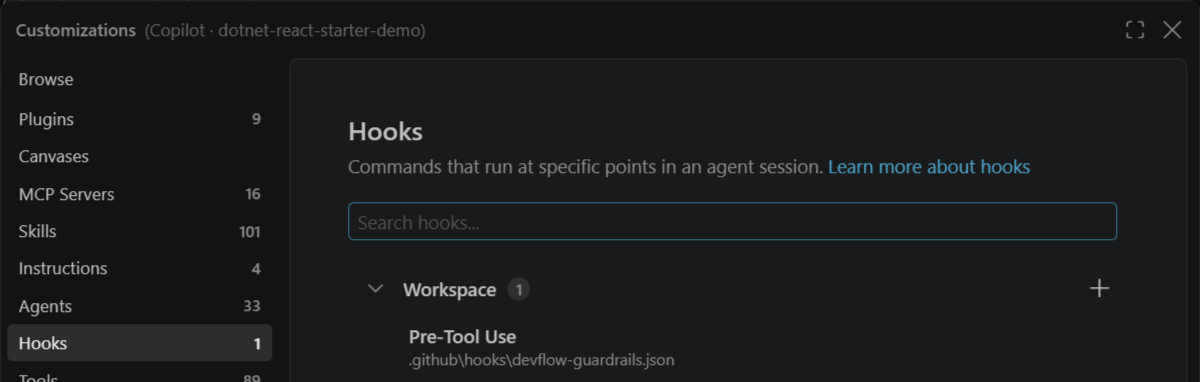 Customizations (Copilot · dotnet-react-starter-demo)
Browse
Plugins 9
Canvases
MCP Servers 16
Skills 101
Instructions 4
Agents 33
Hooks 1
Tools 89
Hooks
Commands that run at specific points in an agent session. Learn more about hooks
Search hooks...
Workspace 1
Pre-Tool Use
.github\hooks\devflow-guardrails.json